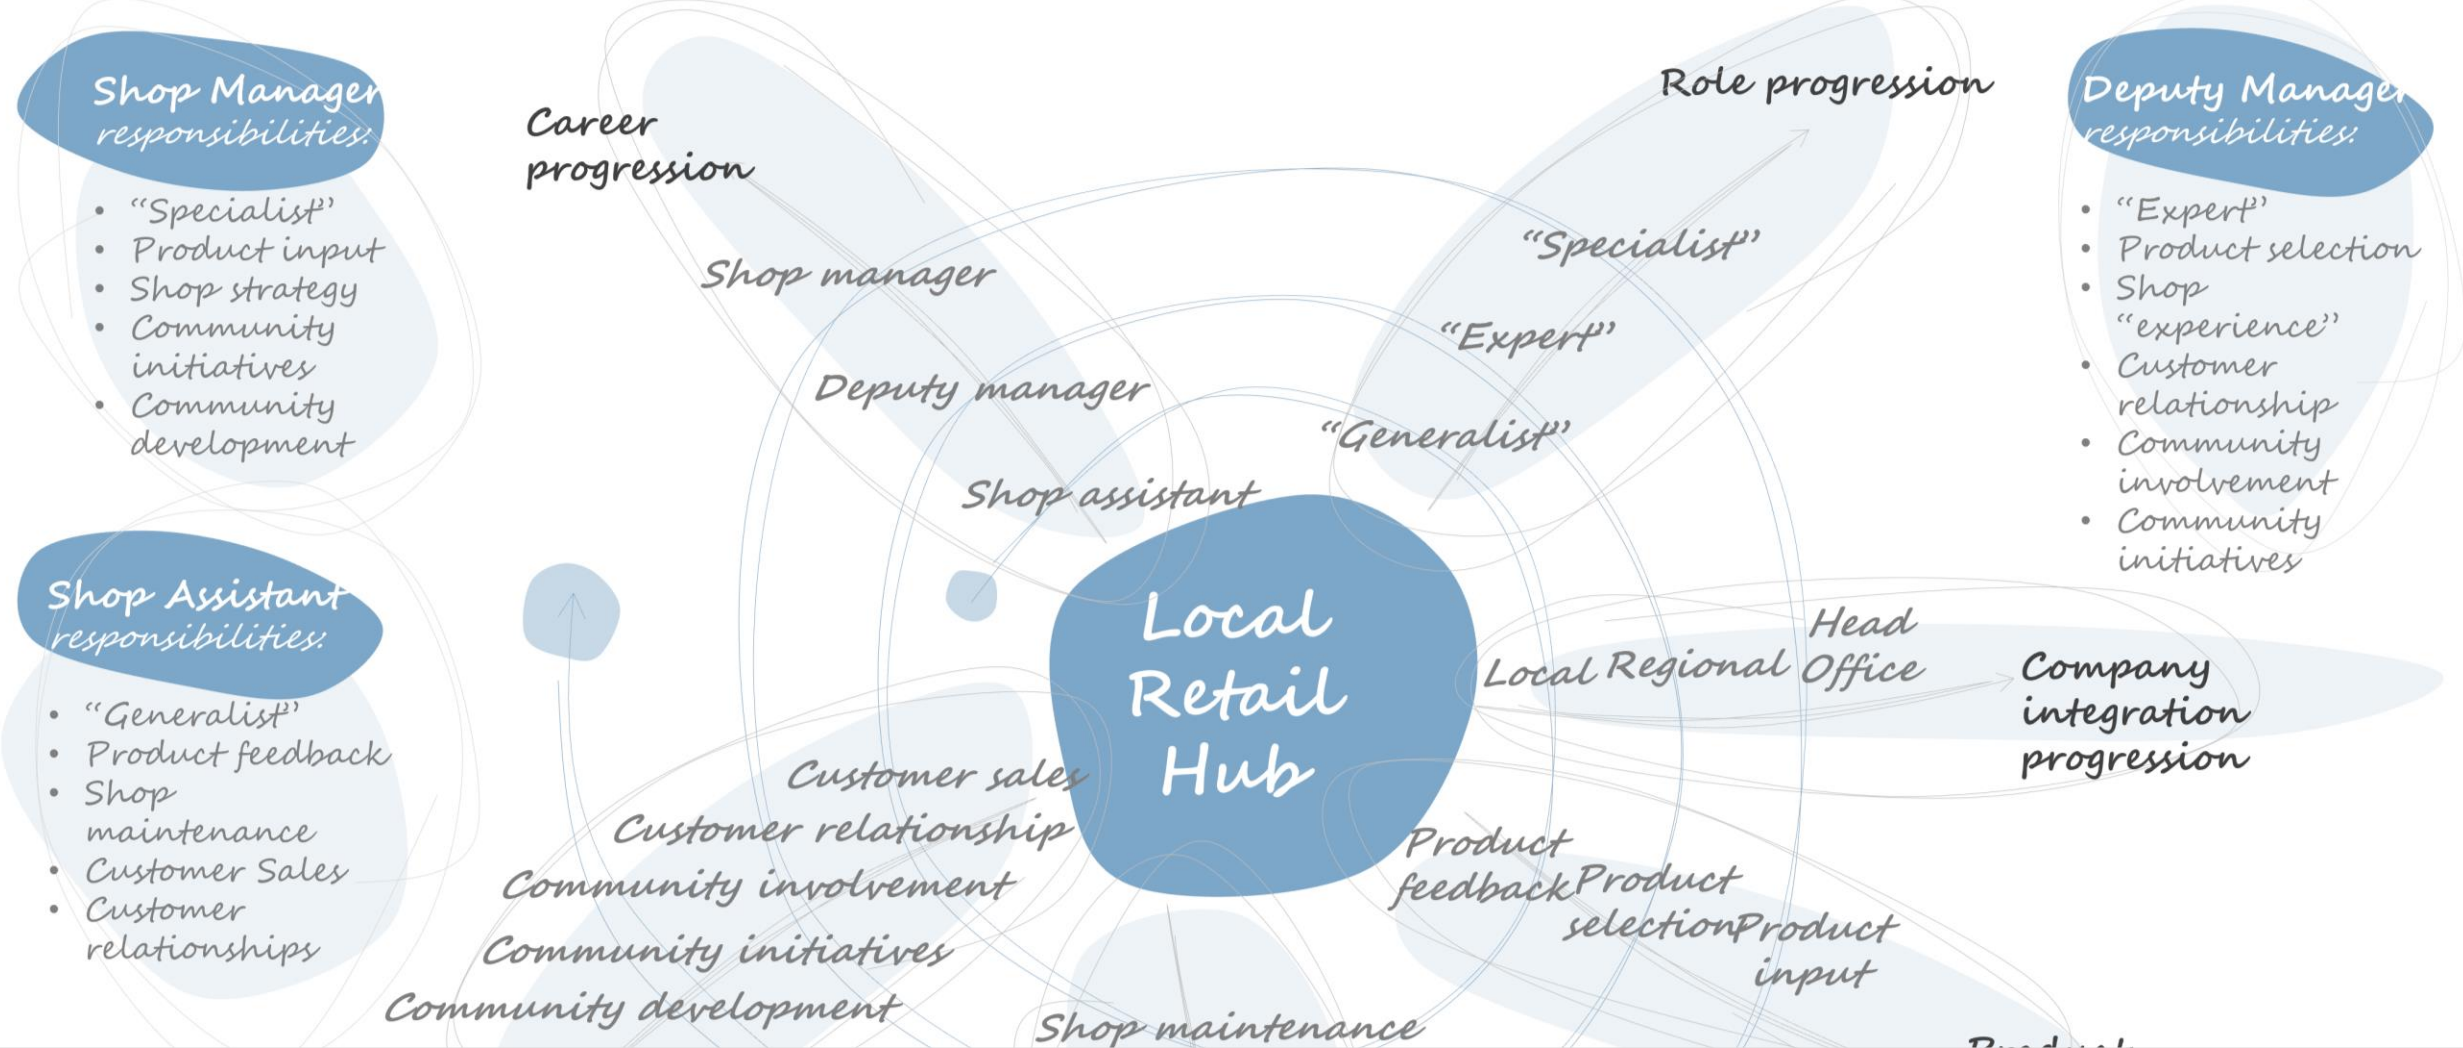 Shop Manager
responsibilities:
• “Specialist”
• Product input
• Shop strategy
• Community
initiatives
• Community
development
Shop Assistant
responsibilities:
• “Generalist”
• Product feedback
• Shop
maintenance
• Customer Sales
• Customer
relationships
Career
progression
Shop manager
Deputy manager
Shop assistant
Role progression
“Specialist”
“Expert”
“Generalist”
Deputy Manager
responsibilities:
• “Expert”
• Product selection
• Shop
“experience”
• Customer
relationship
• Community
involvement
• Community
initiatives
Local
Retail
Hub
Local Regional
Head
Office
Company
integration
progression
Customer sales
Customer relationship
Community involvement
Community initiatives
Community development
Shop maintenance
Product
feedback
Product
selection
Product
input